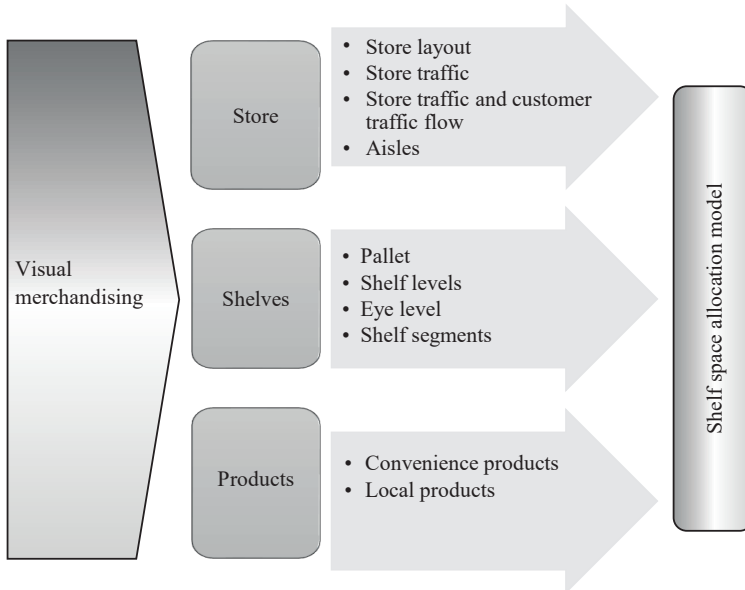 Visual
merchandising
Store
• Store layout
• Store traffic
• Store traffic and customer
traffic flow
• Aisles
Shelves
• Pallet
• Shelf levels
• Eye level
• Shelf segments
Products
• Convenience products
• Local products
Shelf space allocation model